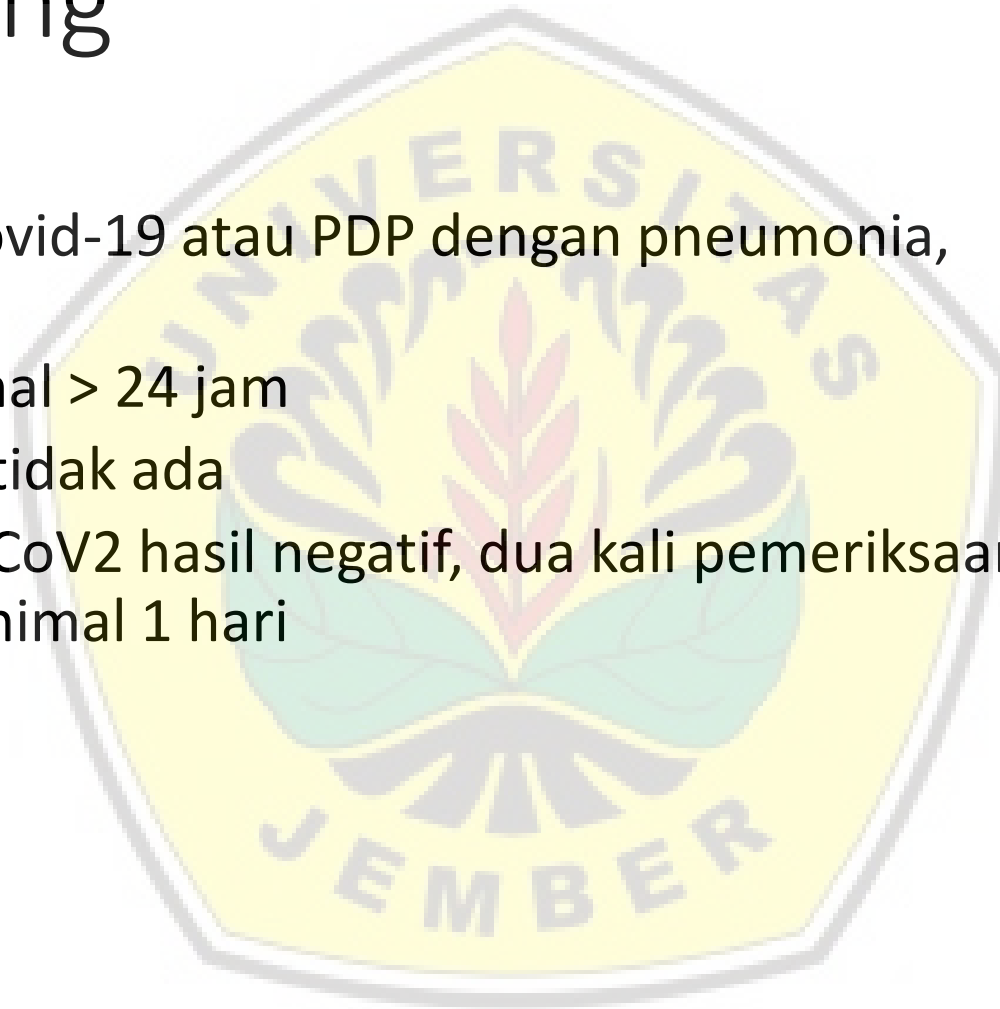 ng
ovid-19 atau PDP dengan pneumonia,
nal > 24 jam
tidak ada
CoV2 hasil negatif, dua kali pemeriksaan
nimal 1 hari
UNIVERSITAS
JEMBER